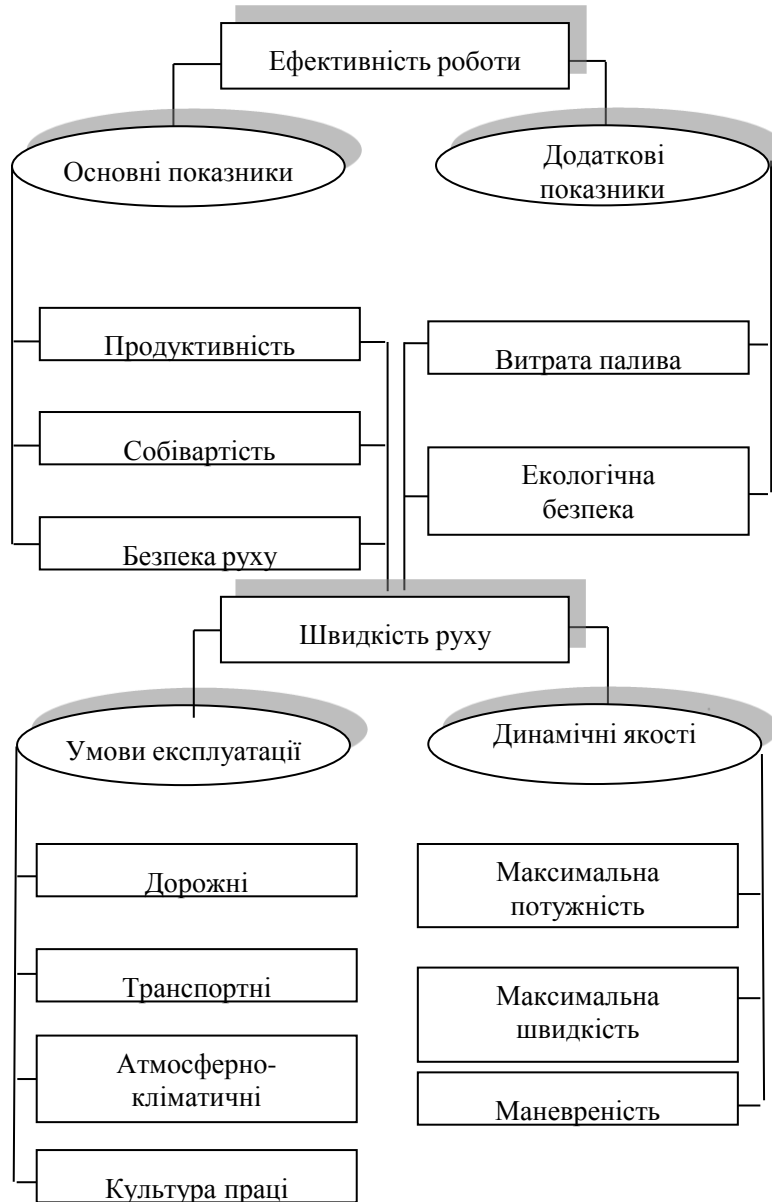 Ефективність роботи
Основні показники
Додаткові
показники
Продуктивність
Витрата палива
Собівартість
Екологічна
безпека
Безпека руху
Швидкість руху
Умови експлуатації
Динамічні якості
Дорожні
Максимальна
потужність
Транспортні
Максимальна
швидкість
Атмосферно-
кліматичні
Маневреність
Культура праці